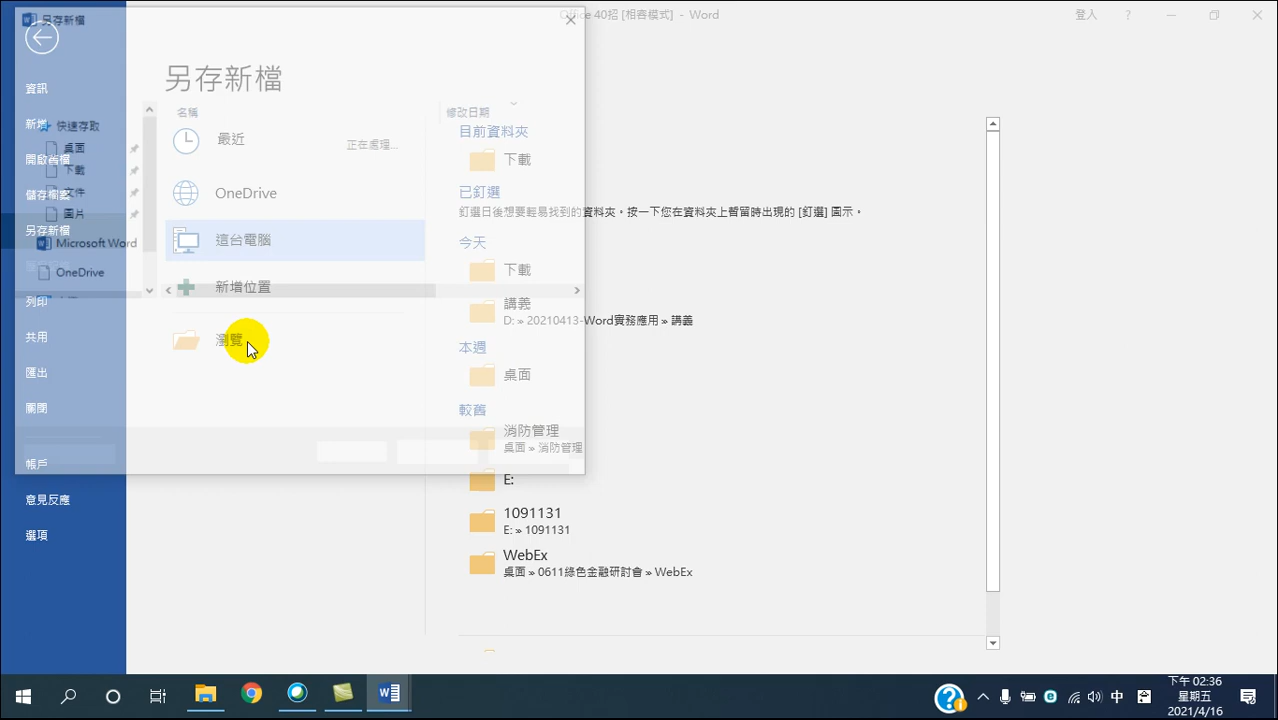 另存新檔
Office 40招 [相容模式] - Word
登入
?
資訊
新增
開啟舊檔
儲存檔案
另存新檔
列印
共用
匯出
關閉
帳戶
意見反應
選項
快速存取
桌面
下載
文件
圖片
Microsoft Word
OneDrive
另存新檔
名稱
修改日期
最近
正在處理...
OneDrive
這台電腦
新增位置
瀏覽
目前資料夾
下載
已釘選
釘選日後想要輕易找到的資料夾。按一下您在資料夾上暫留時出現的 [釘選] 圖示。
今天
下載
講義
D: » 20210413-Word實務應用 » 講義
本週
桌面
較舊
消防管理
桌面 » 消防管理
E:
1091131
E: » 1091131
WebEx
桌面 » 0611綠色金融研討會 » WebEx
中
下午 02:36
星期五
2021/4/16